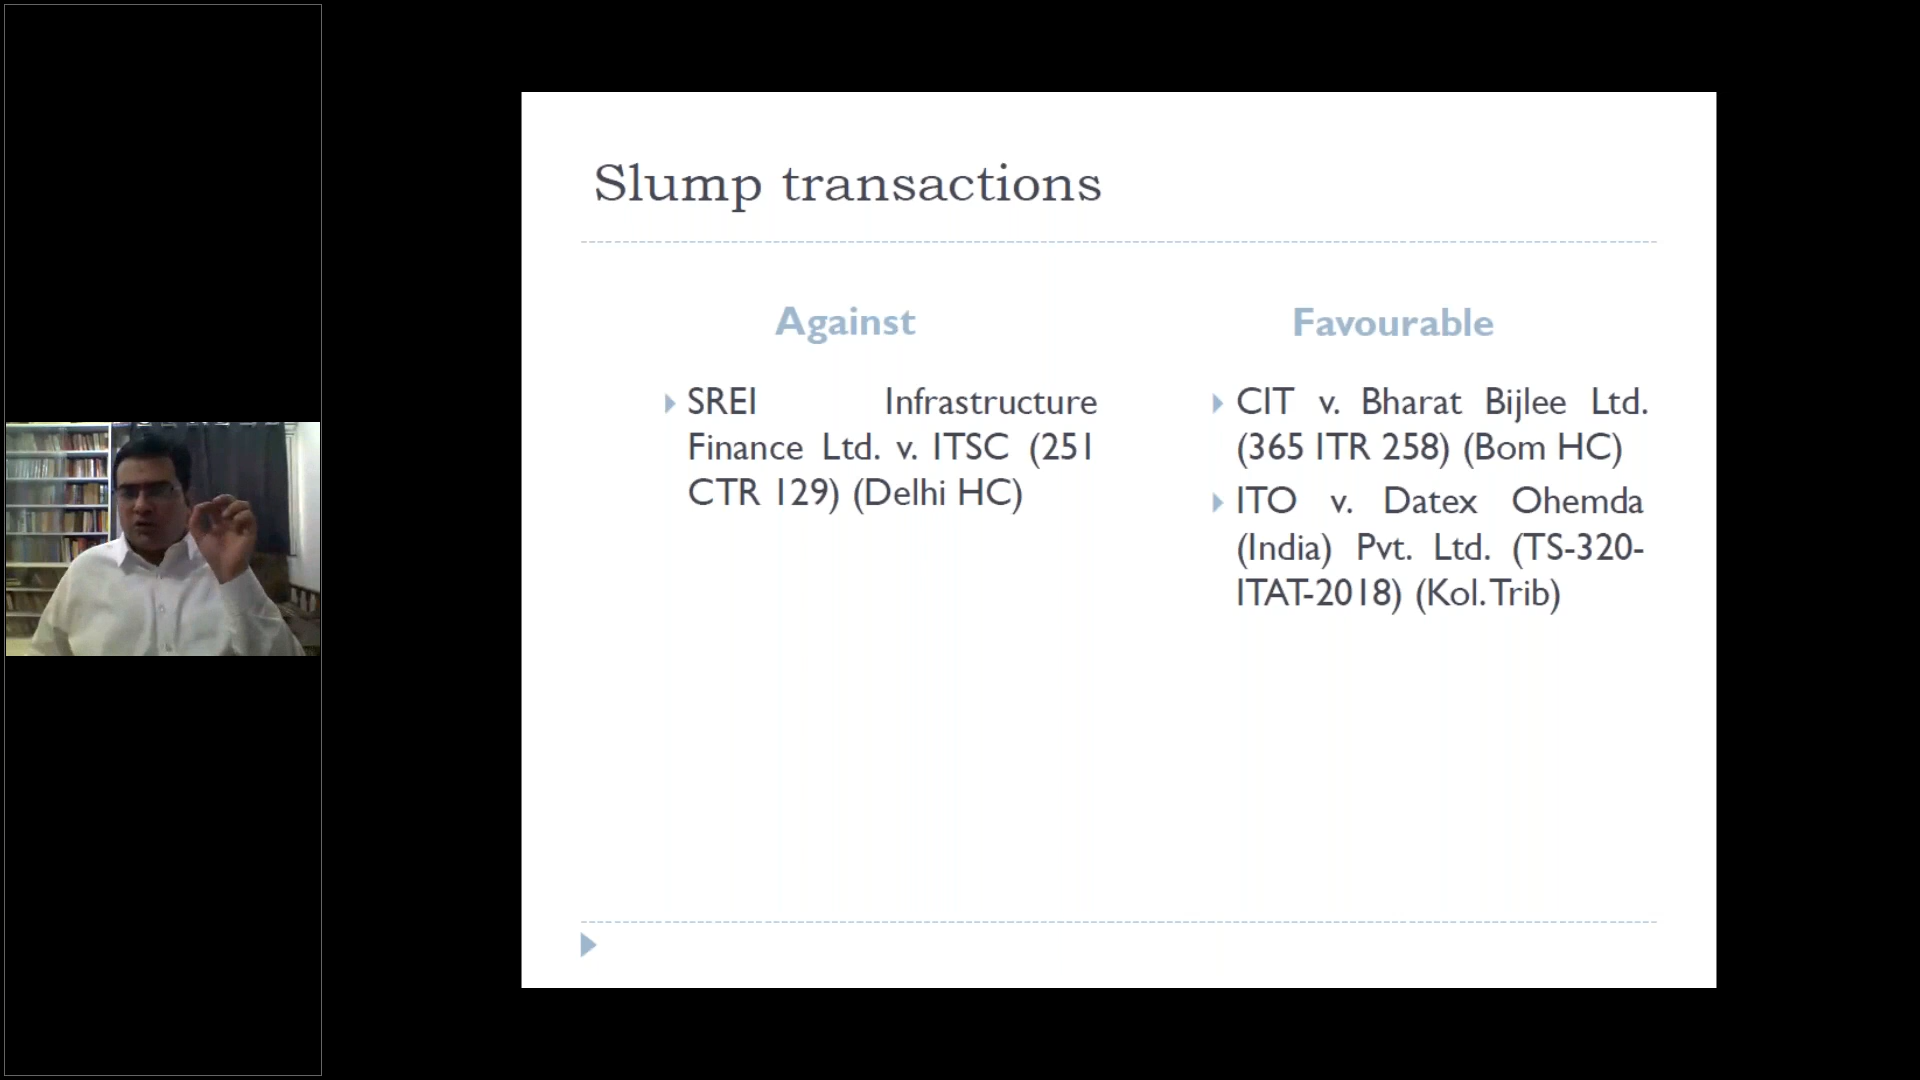 Slump transactions
Against
SREI Infrastructure
Finance Ltd. v. ITSC (251
CTR 129) (Delhi HC)
Favourable
CIT v. Bharat Bijlee Ltd.
(365 ITR 258) (Bom HC)
ITO v. Datex Ohemda
(India) Pvt. Ltd. (TS-320-
ITAT-2018) (Kol.Trib)